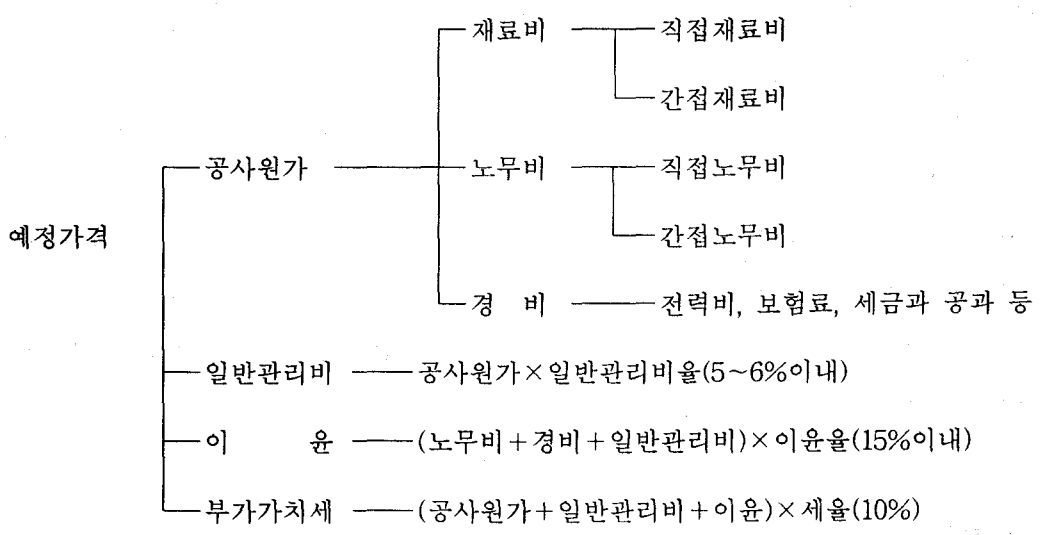 재료비 직접재료비
간접재료비
공사원가 노무비 직접노무비
예정가격 간접노무비
경 비 전력비, 보험료, 세금과 공과 등
일반관리비 공사원가×일반관리비율(5~6%이내)
이 윤 (노무비+경비+일반관리비)×이윤율(15%이내)
부가가치세 (공사원가+일반관리비+이윤)×세율(10%)